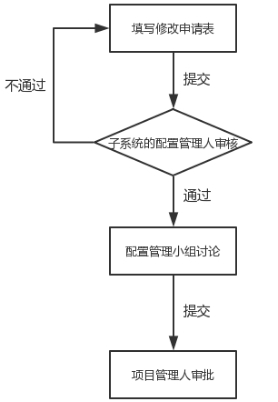 填写修改申请表
提交
不通过
子系统的配置管理人审核
通过
配置管理小组讨论
提交
项目管理人审批